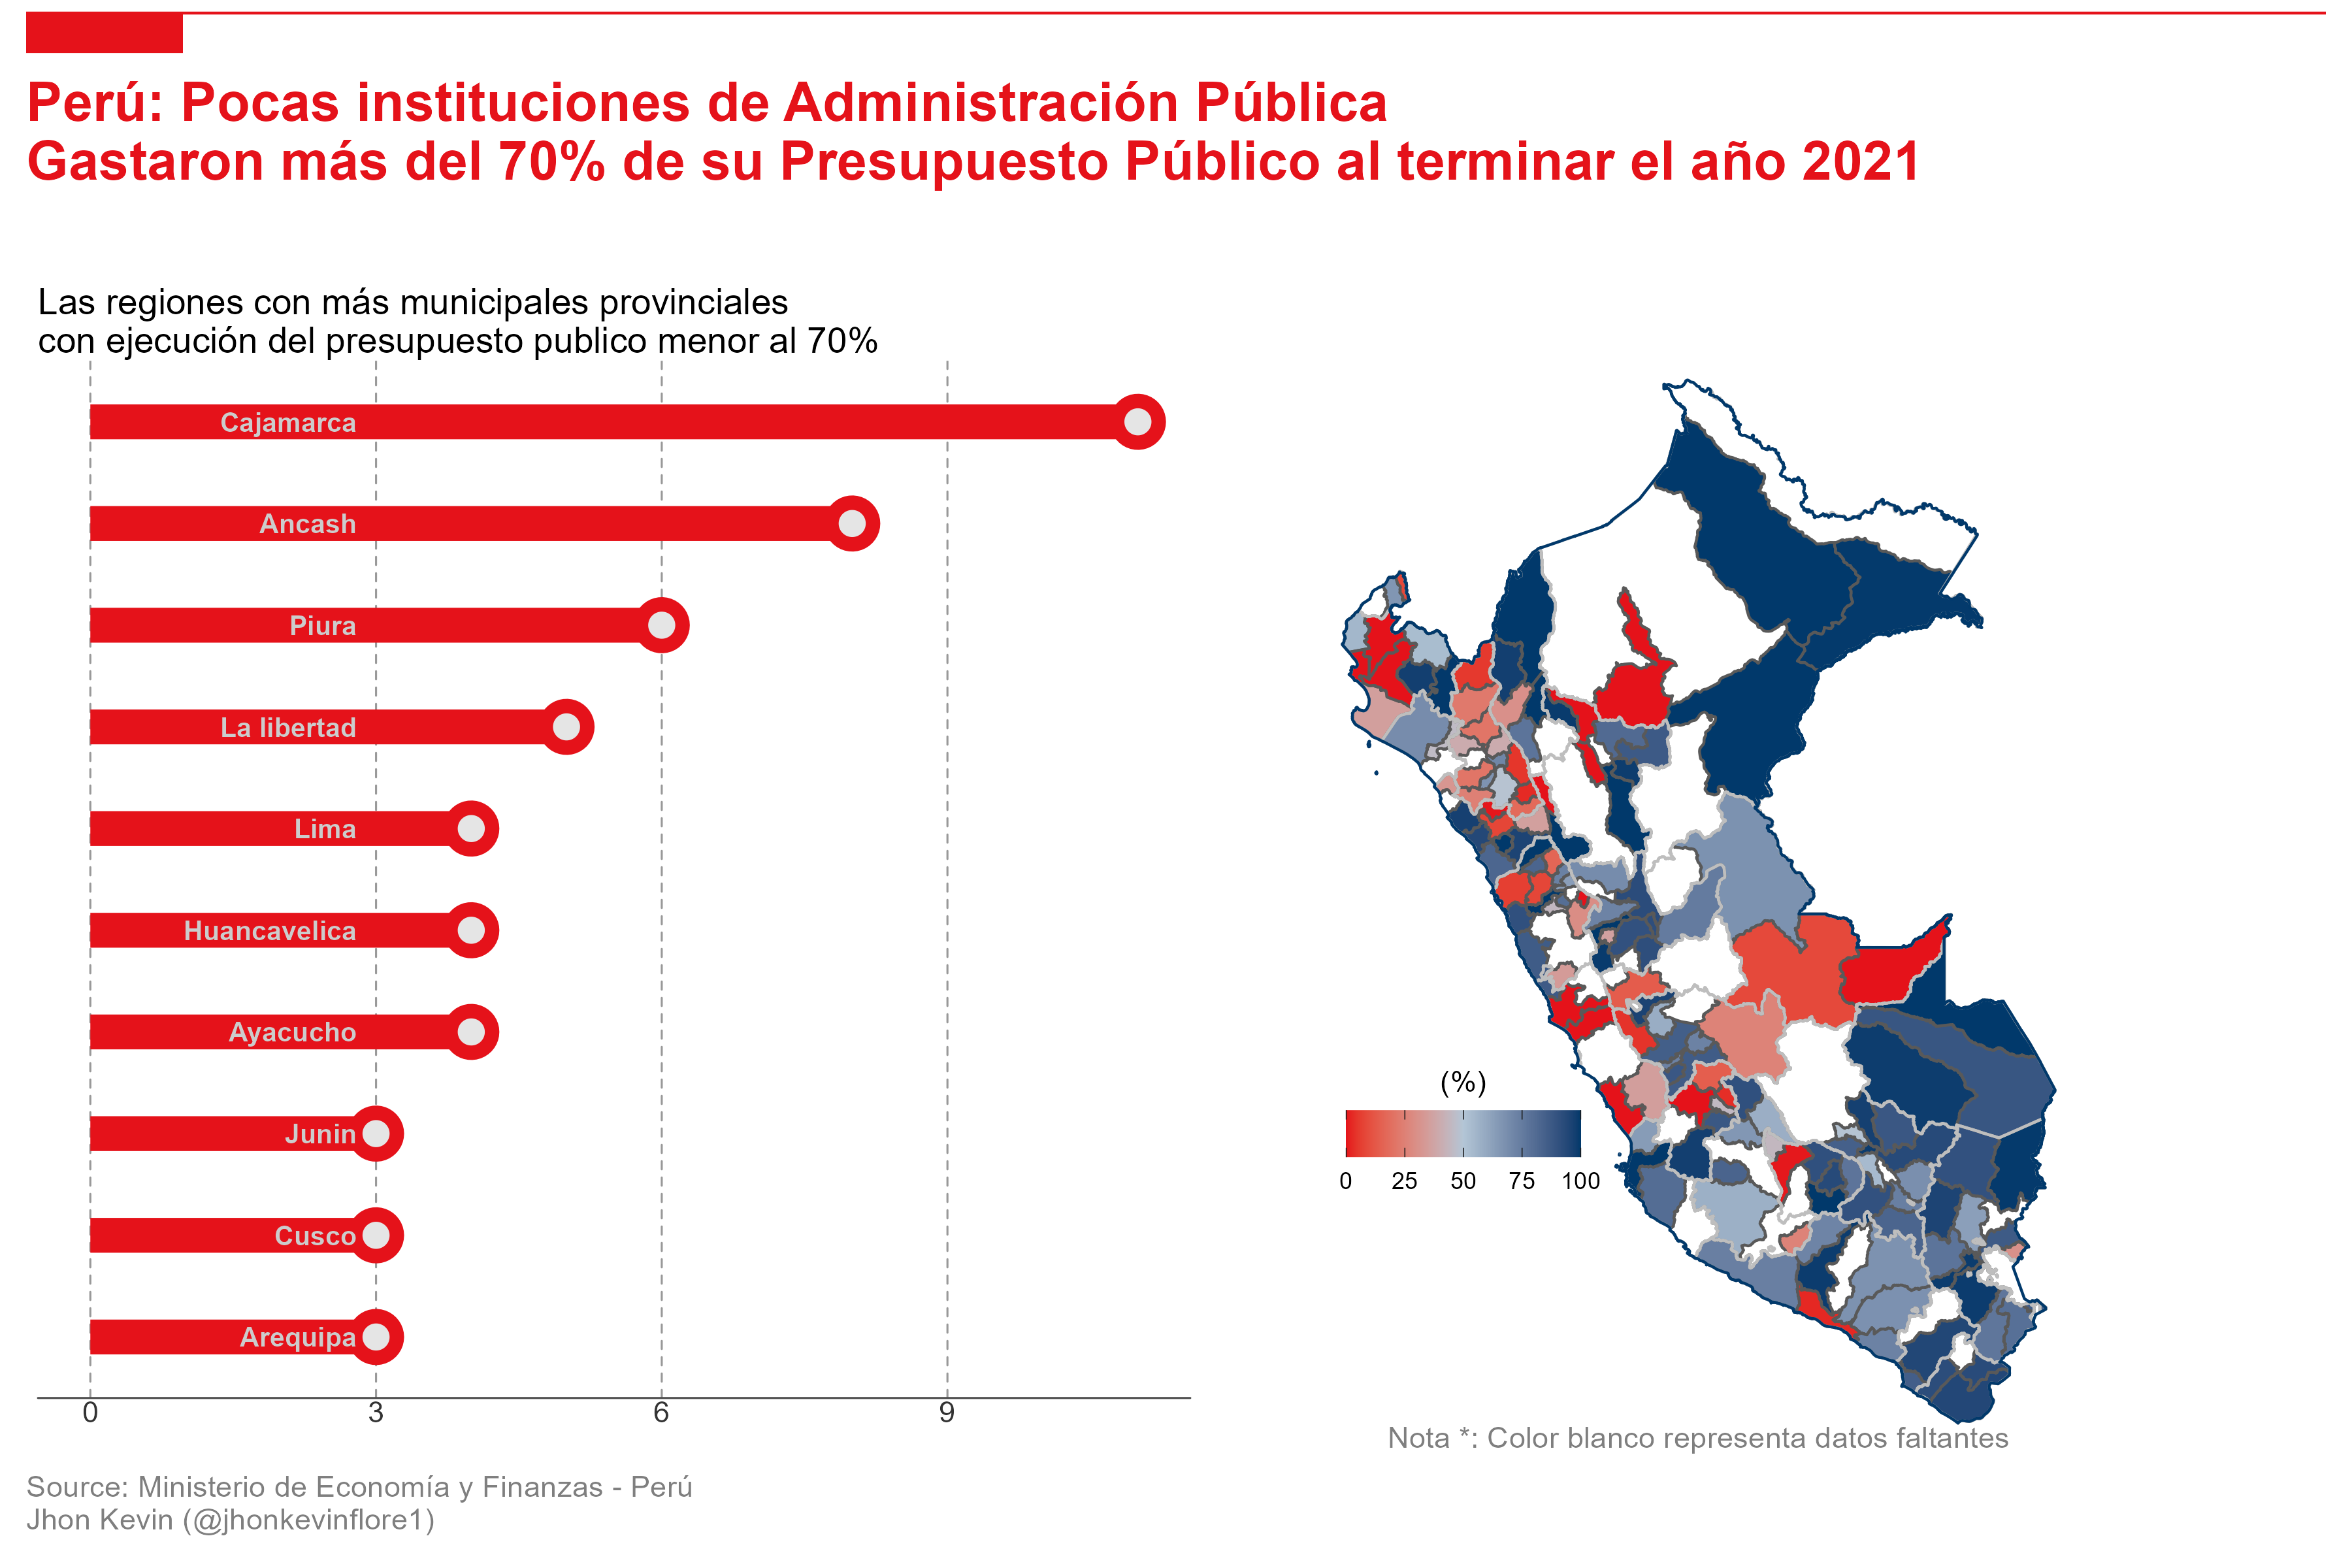 Perú: Pocas instituciones de Administración Pública
Gastaron más del 70% de su Presupuesto Público al terminar el año 2021
Las regiones con más municipales provinciales
con ejecución del presupuesto publico menor al 70%
Cajamarca
Ancash
Piura
La libertad
Lima
Huancavelica
Ayacucho
Junin
Cusco
Arequipa
0 3 6 9
(%)
0 25 50 75 100
Nota *: Color blanco representa datos faltantes
Source: Ministerio de Economía y Finanzas - Perú
Jhon Kevin (@jhonkevinflore1)